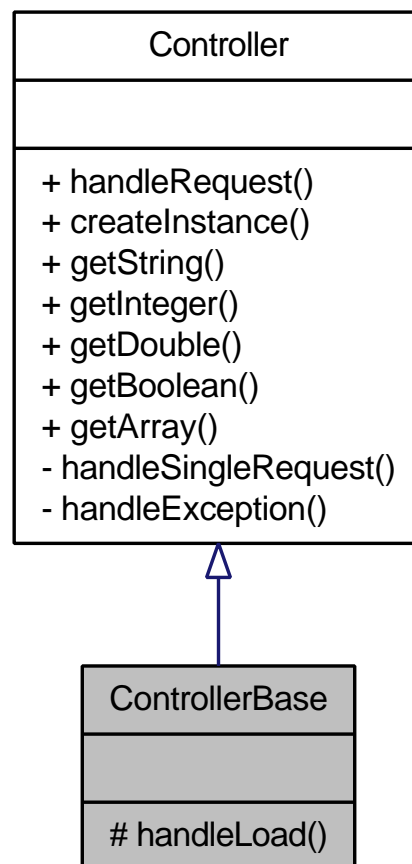 Controller
+ handleRequest()
+ createInstance()
+ getString()
+ getInteger()
+ getDouble()
+ getBoolean()
+ getArray()
- handleSingleRequest()
- handleException()
ControllerBase
# handleLoad()